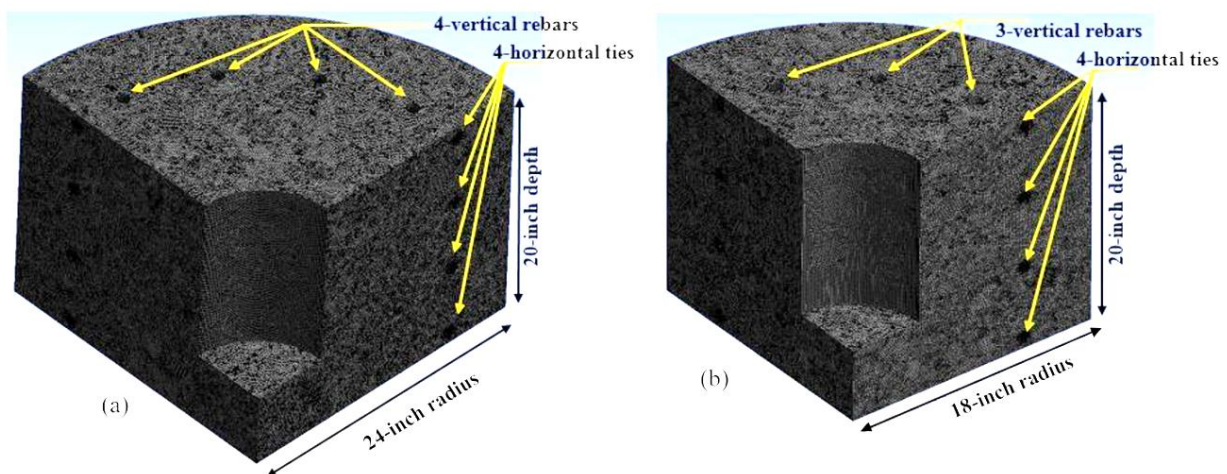 4-vertical rebars
4-horizontal ties
20-inch depth
24-inch radius
(a)
3-vertical rebars
4-horizontal ties
20-inch depth
18-inch radius
(b)